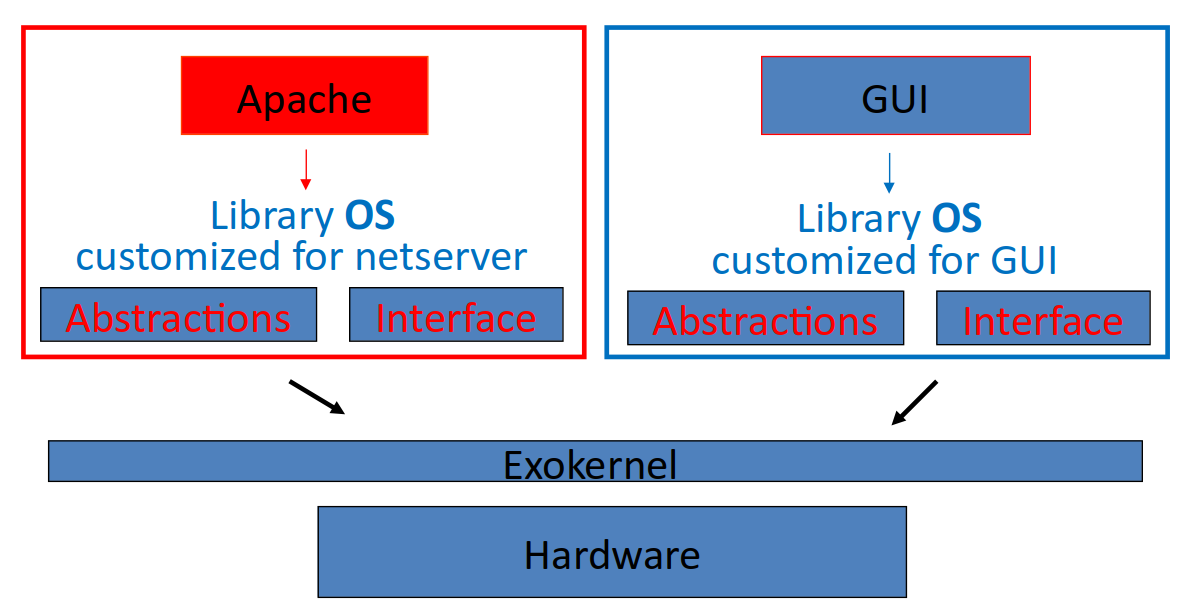 Apache
Library OS
customized for netserver
Abstractions
Interface
GUI
Library OS
customized for GUI
Abstractions
Interface
Exokernel
Hardware